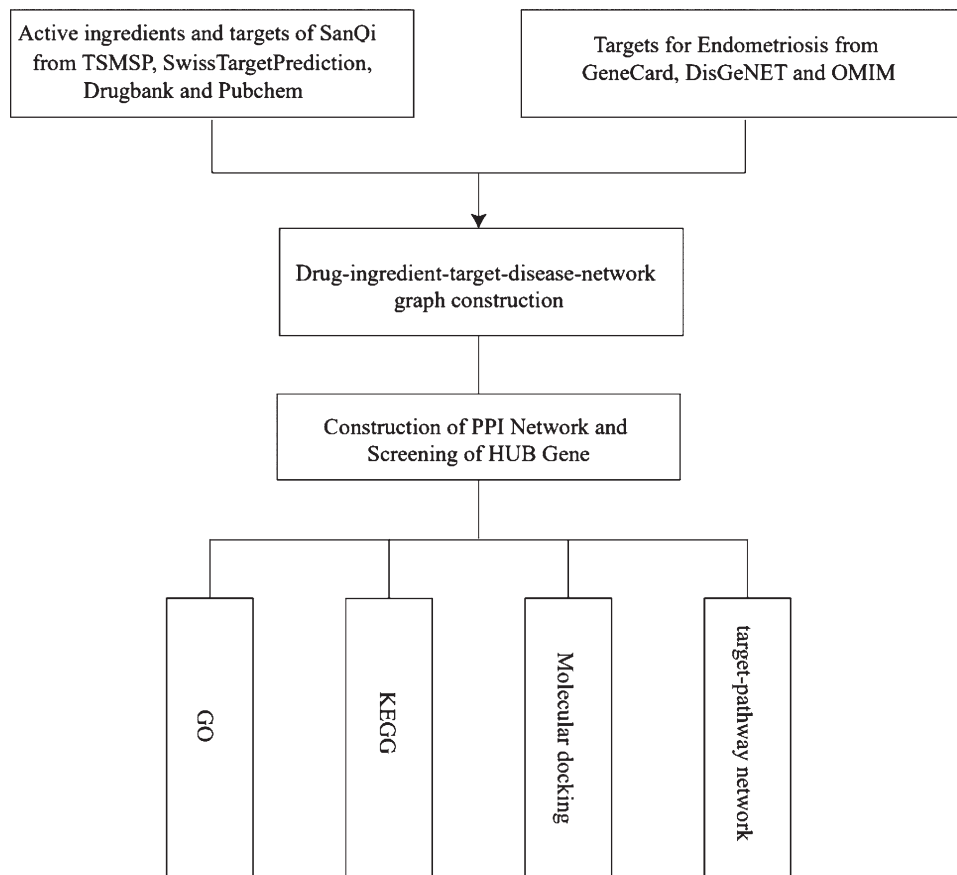 Active ingredients and targets of SanQi
from TSMSP, SwissTargetPrediction,
Drugbank and Pubchem
Targets for Endometriosis from
GeneCard, DisGeNET and OMIM
Drug-ingredient-target-disease-network
graph construction
Construction of PPI Network and
Screening of HUB Gene
GO
KEGG
Molecular docking
target-pathway network